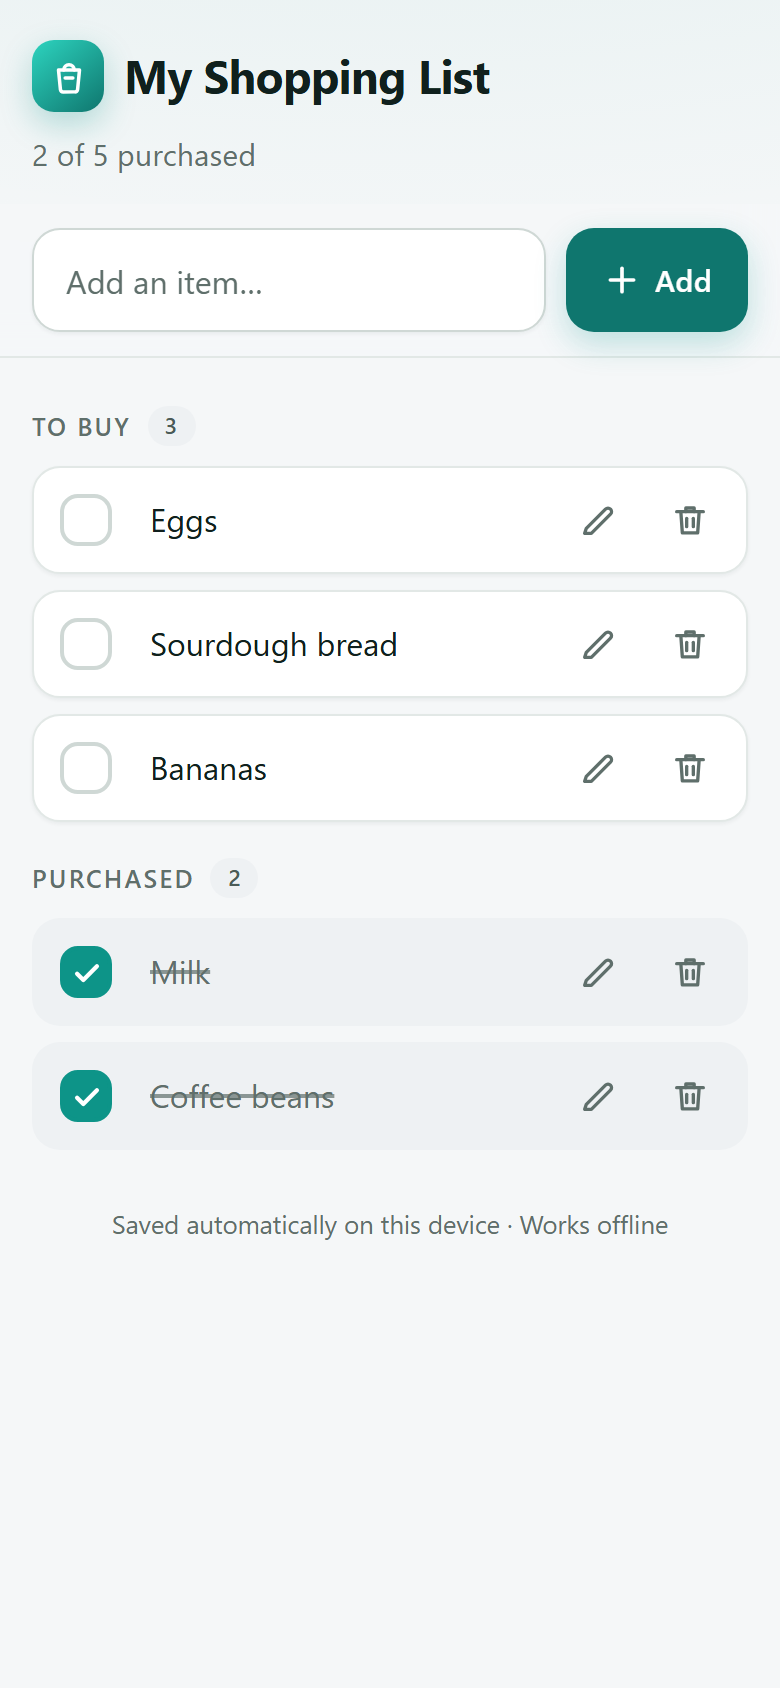 My Shopping List
2 of 5 purchased
Add an item...
Add
TO BUY 3
Eggs
Sourdough bread
Bananas
PURCHASED 2
Milk
Coffee beans
Saved automatically on this device · Works offline